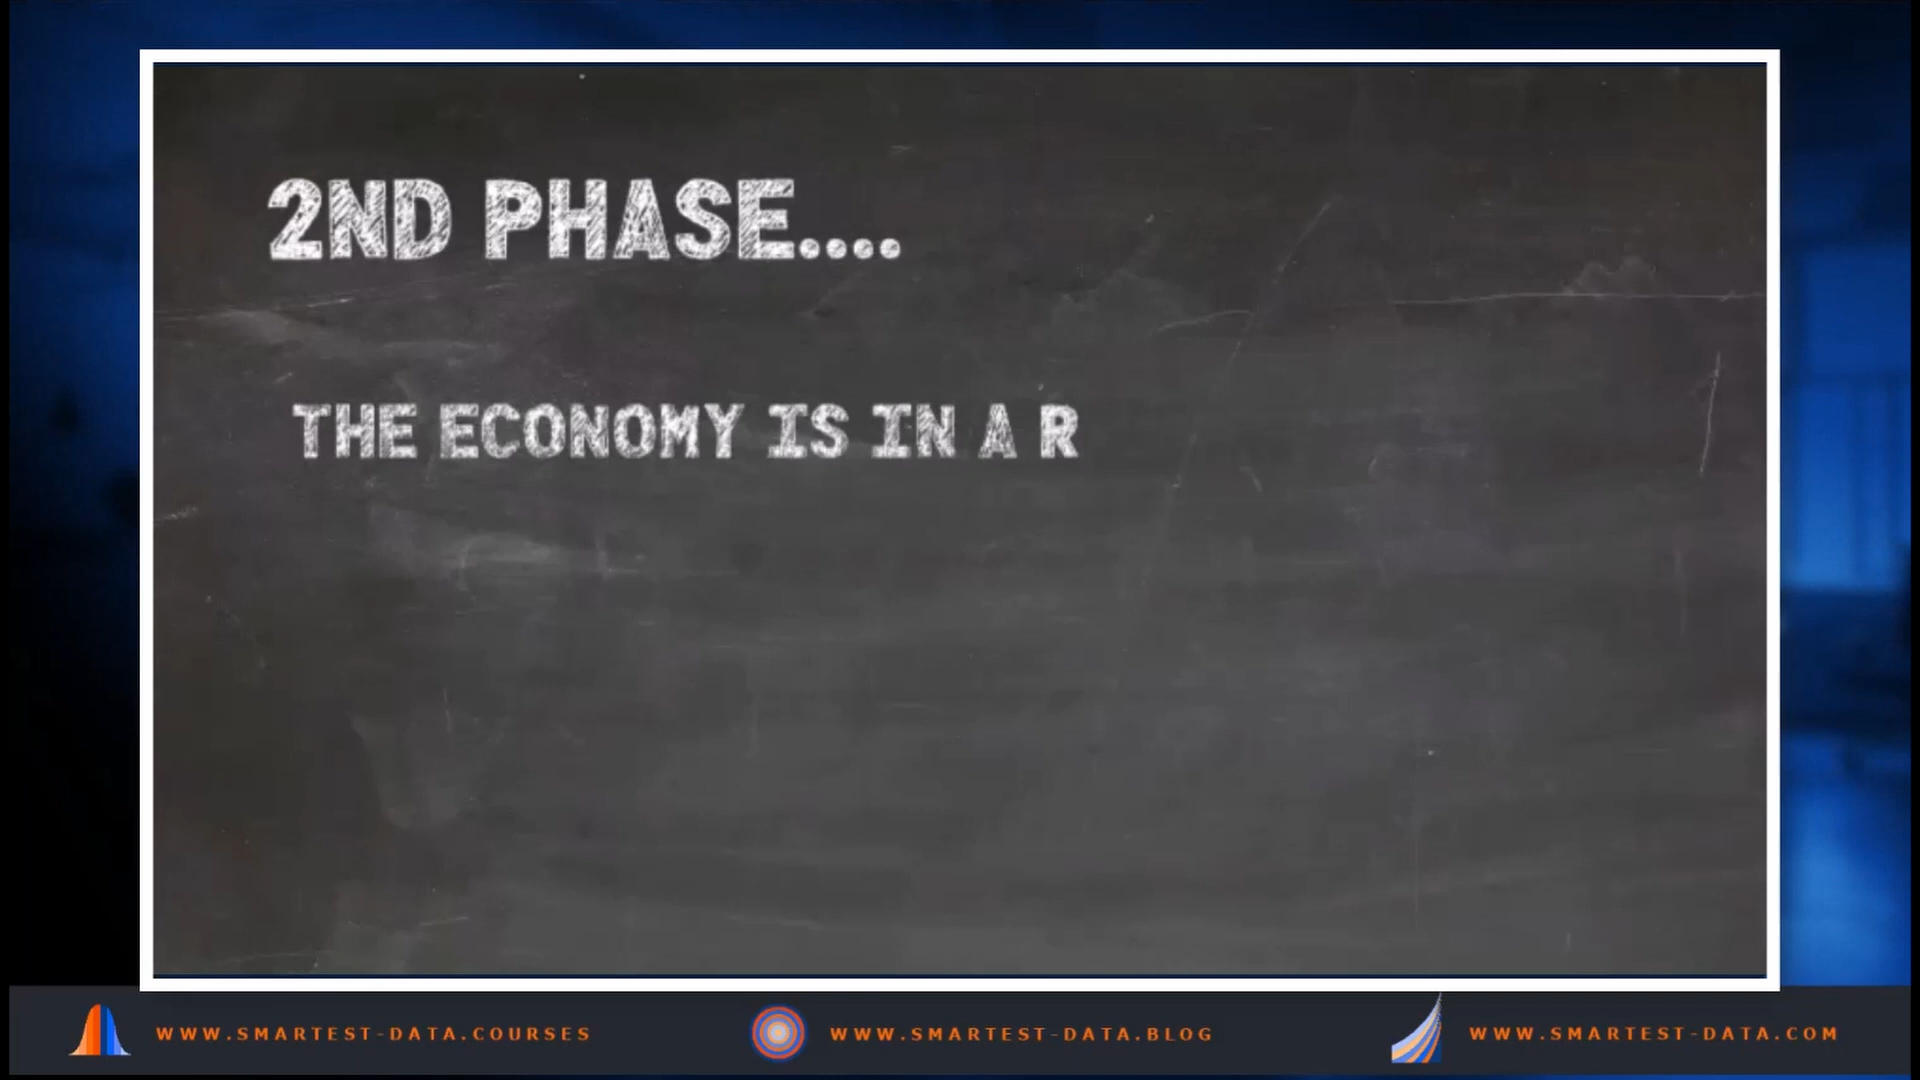 2ND PHASE....
THE ECONOMY IS IN A R
WWW.SMARTEST-DATA.COURSES
WWW.SMARTEST-DATA.BLOG
WWW.SMARTEST-DATA.COM